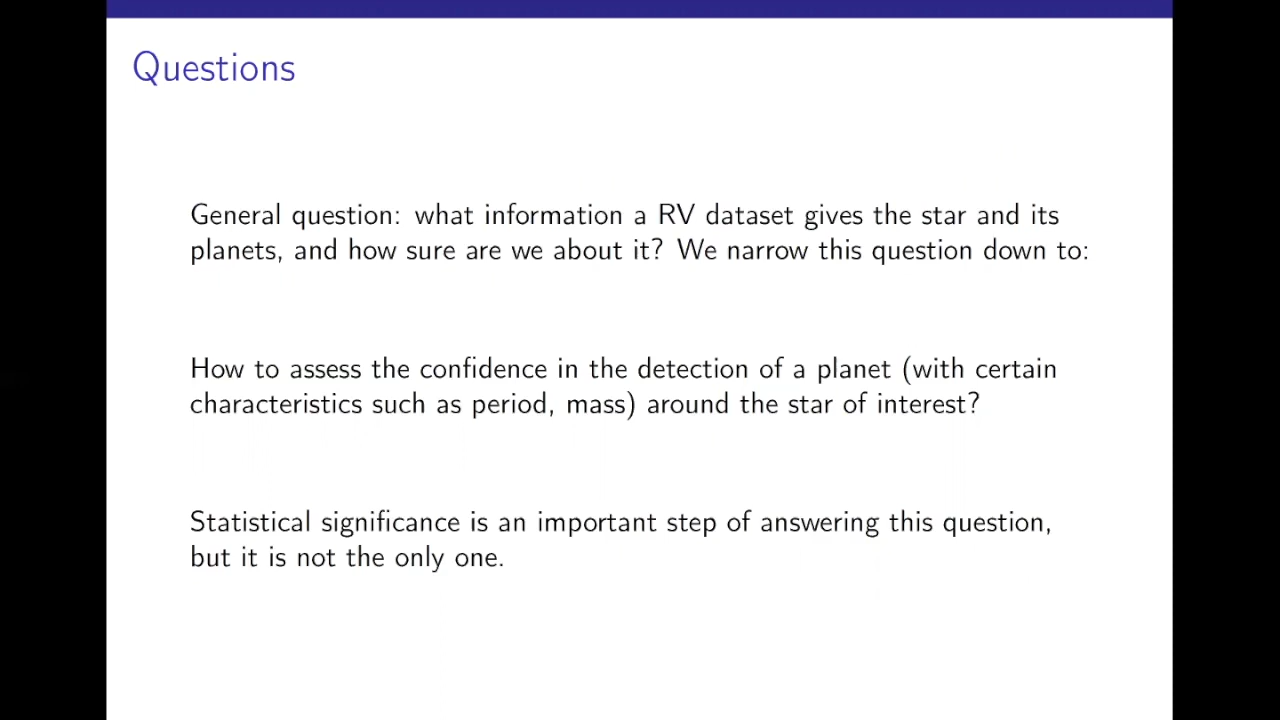 Questions
General question: what information a RV dataset gives the star and its
planets, and how sure are we about it? We narrow this question down to:
How to assess the confidence in the detection of a planet (with certain
characteristics such as period, mass) around the star of interest?
Statistical significance is an important step of answering this question,
but it is not the only one.